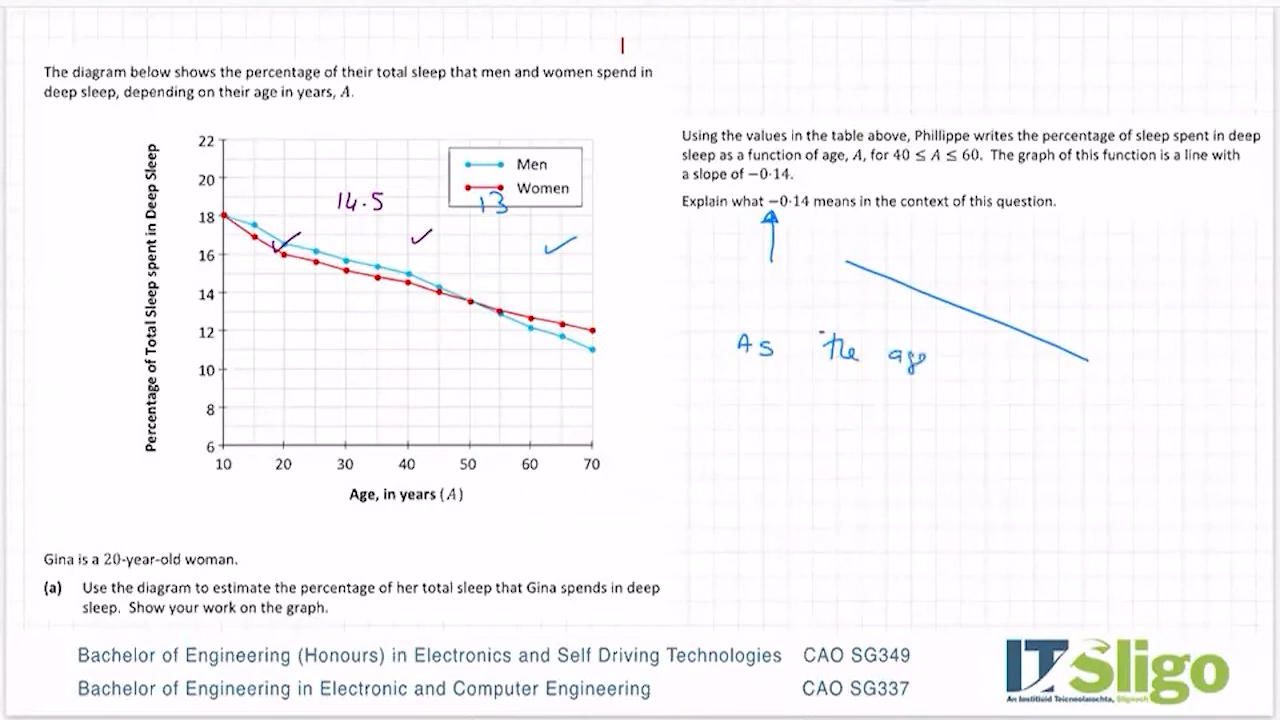 The diagram below shows the percentage of their total sleep that men and women spend in
deep sleep, depending on their age in years, A.
Percentage of Total Sleep spent in Deep Sleep
22
20
18
16
14
12
10
8
6
Men
Women
14.5
13
10 20 30 40 50 60 70
Age, in years (A)
Gina is a 20-year-old woman.
(a) Use the diagram to estimate the percentage of her total sleep that Gina spends in deep
sleep. Show your work on the graph.
Using the values in the table above, Phillippe writes the percentage of sleep spent in deep
sleep as a function of age, A, for 40 ≤ A ≤ 60. The graph of this function is a line with
a slope of −0·14.
Explain what −0·14 means in the context of this question.
As the age
Bachelor of Engineering (Honours) in Electronics and Self Driving Technologies CAO SG349
Bachelor of Engineering in Electronic and Computer Engineering CAO SG337
IT Sligo
An Institiúid Teicneolaíochta, Sligeach